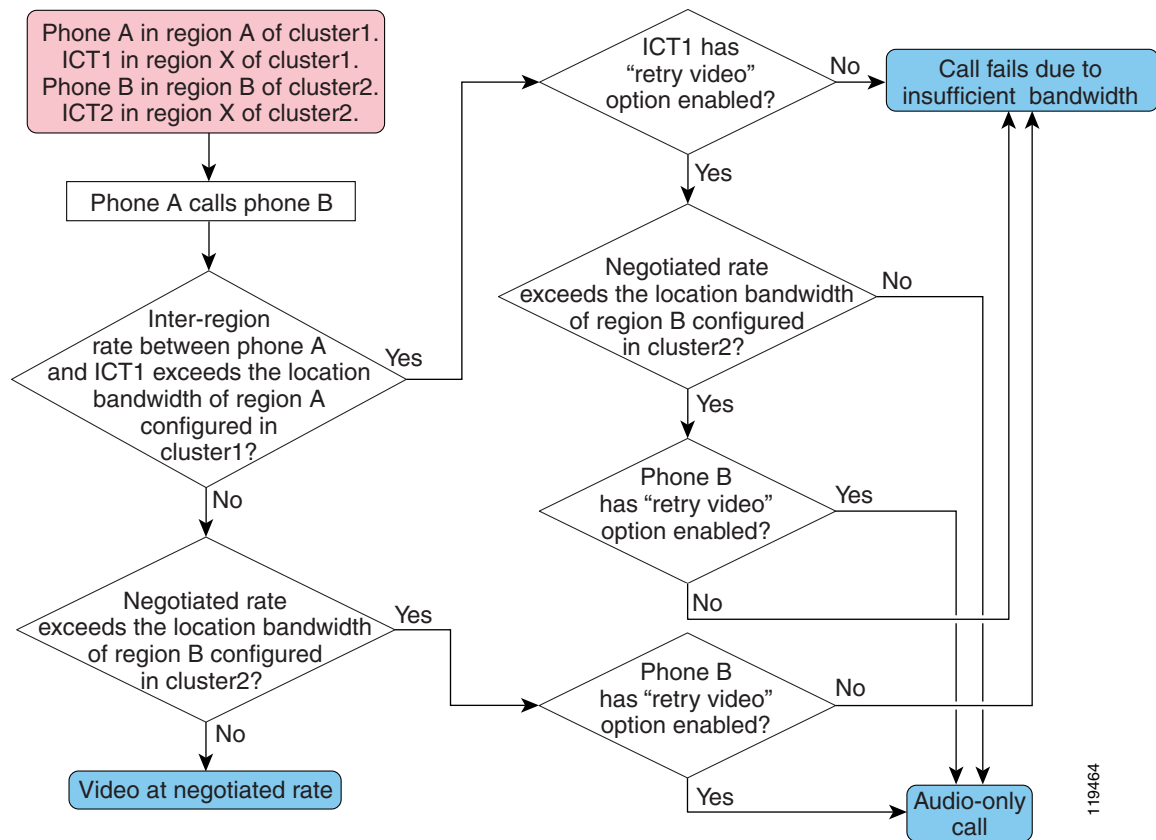 Phone A in region A of cluster1.
ICT1 in region X of cluster1.
Phone B in region B of cluster2.
ICT2 in region X of cluster2.
Phone A calls phone B
Inter-region
rate between phone A
and ICT1 exceeds the location
bandwidth of region A
configured in
cluster1?
Yes
No
Negotiated rate
exceeds the location bandwidth
of region B configured
in cluster2?
Yes
No
Video at negotiated rate
ICT1 has
“retry video”
option enabled?
No
Yes
Call fails due to
insufficient bandwidth
Negotiated rate
exceeds the location bandwidth
of region B configured
in cluster2?
No
Yes
Phone B
has “retry video”
option enabled?
Yes
No
Phone B
has “retry video”
option enabled?
No
Yes
Audio-only
call
119464